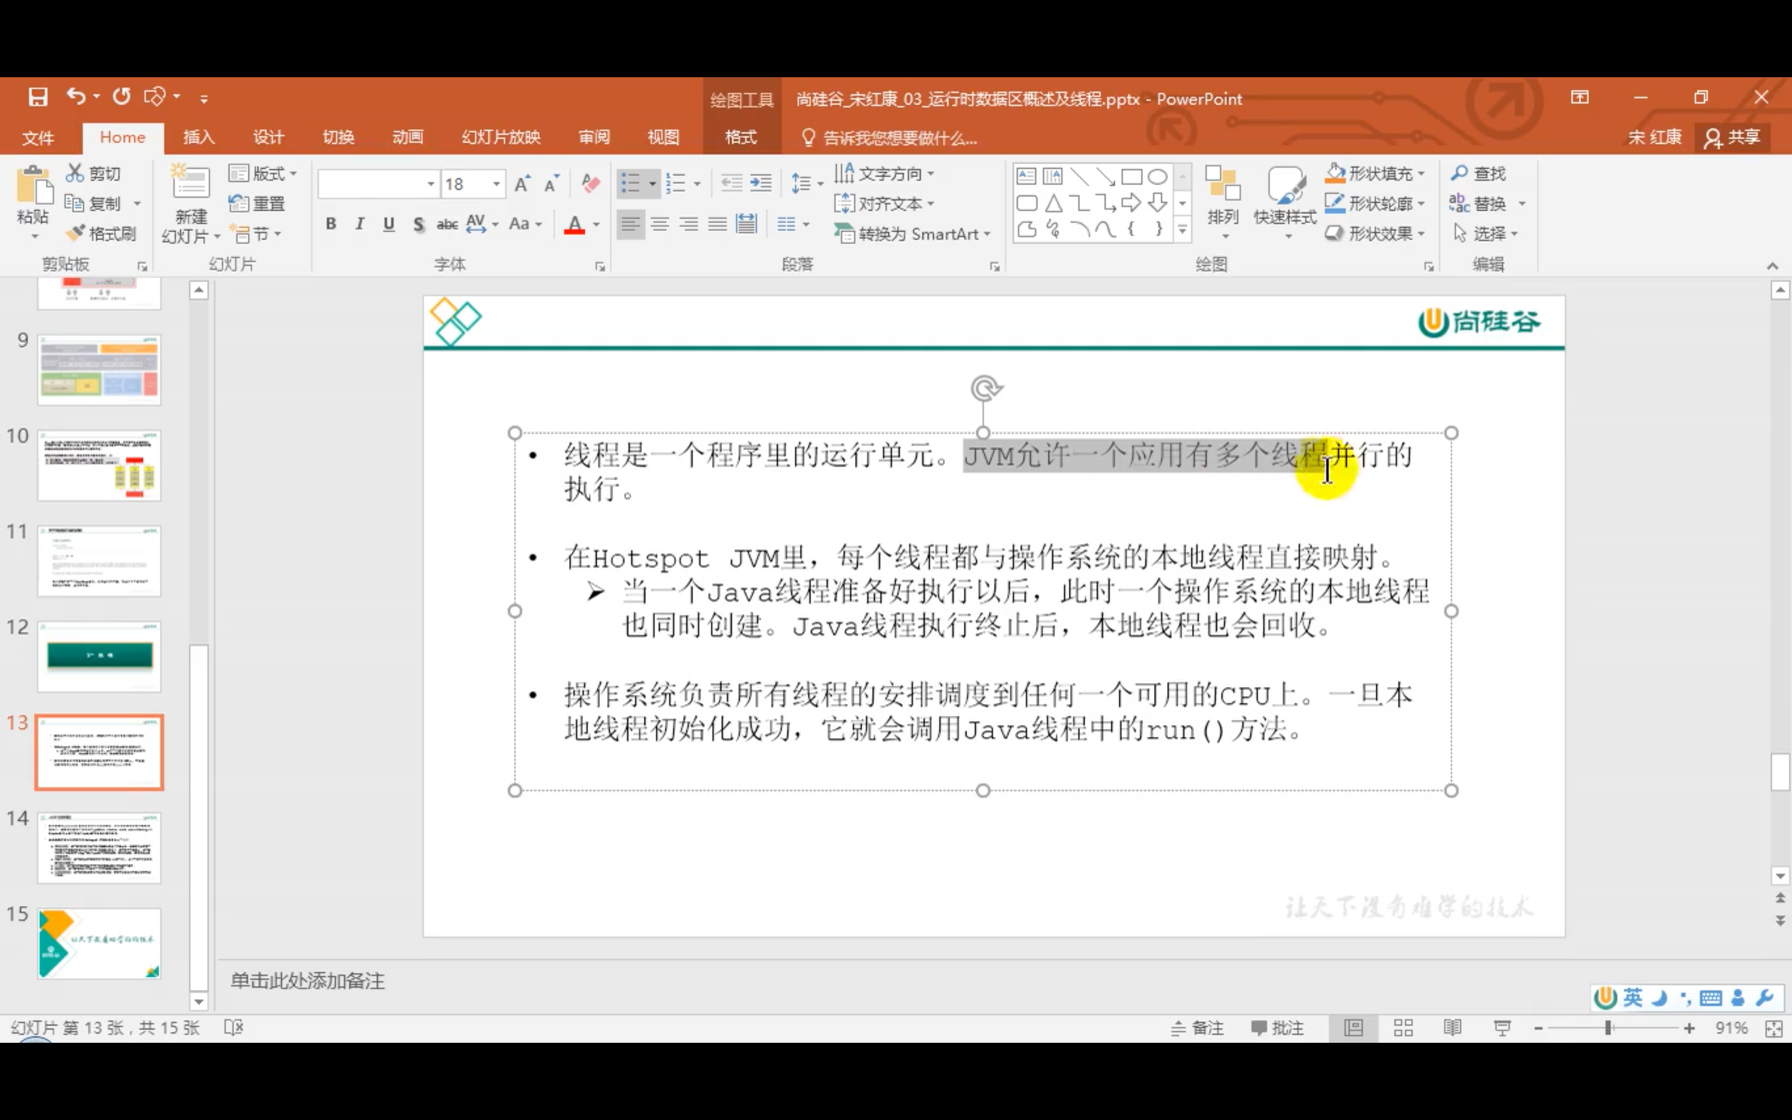 绘图工具
尚硅谷_宋红康_03_运行时数据区概述及线程.pptx - PowerPoint
文件 Home 插入 设计 切换 动画 幻灯片放映 审阅 视图 格式 告诉我您想要做什么... 宋 红康 共享
粘贴 剪切 复制 格式刷
剪贴板
新建
幻灯片 版式 重置 节
幻灯片
18
B I U S abc AV Aa A
字体
文字方向
对齐文本
转换为 SmartArt
段落
排列 快速样式
形状填充
形状轮廓
形状效果
绘图
查找
替换
选择
编辑
9
10
11
12
13
14
15
让天下没有难学的技术
尚硅谷
• 线程是一个程序里的运行单元。JVM允许一个应用有多个线程并行的
执行。
• 在Hotspot JVM里，每个线程都与操作系统的本地线程直接映射。
➢ 当一个Java线程准备好执行以后，此时一个操作系统的本地线程
也同时创建。Java线程执行终止后，本地线程也会回收。
• 操作系统负责所有线程的安排调度到任何一个可用的CPU上。一旦本
地线程初始化成功，它就会调用Java线程中的run()方法。
让天下没有难学的技术
单击此处添加备注
英
幻灯片 第 13 张，共 15 张
备注 批注 91%